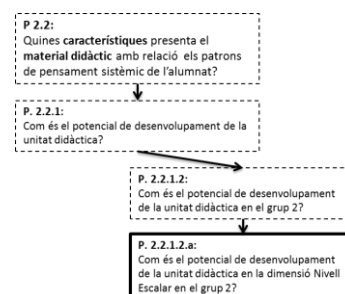 P 2.2:
Quines característiques presenta el
material didàctic amb relació els patrons
de pensament sistèmic de l'alumnat?
P. 2.2.1:
Com és el potencial de desenvolupament de la
unitat didàctica?
P. 2.2.1.2:
Com és el potencial de desenvolupament
de la unitat didàctica en el grup 2?
P. 2.2.1.2.a:
Com és el potencial de desenvolupament
de la unitat didàctica en la dimensió Nivell
Escalar en el grup 2?